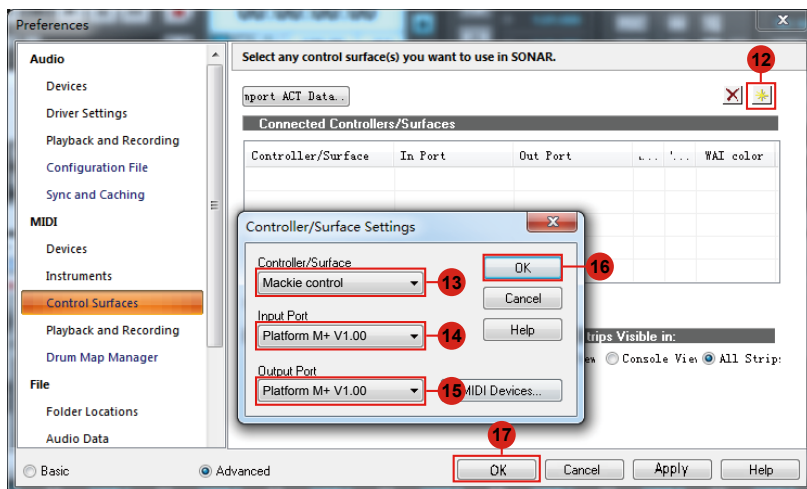 Preferences
Audio
Devices
Driver Settings
Playback and Recording
Configuration File
Sync and Caching
MIDI
Devices
Instruments
Control Surfaces
Playback and Recording
Drum Map Manager
File
Folder Locations
Audio Data
Basic
Advanced
Select any control surface(s) you want to use in SONAR.
12
mport ACT Data..
Connected Controllers/Surfaces
Controller/Surface In Port Out Port ... '... WAI color
Controller/Surface Settings
Controller/Surface
Mackie control
13
OK
16
Cancel
Input Port
Platform M+ V1.00
14
Help
Output Port
Platform M+ V1.00
15
MIDI Devices...
trips Visible in:
ew Console View All Strip:
17
OK Cancel Apply Help